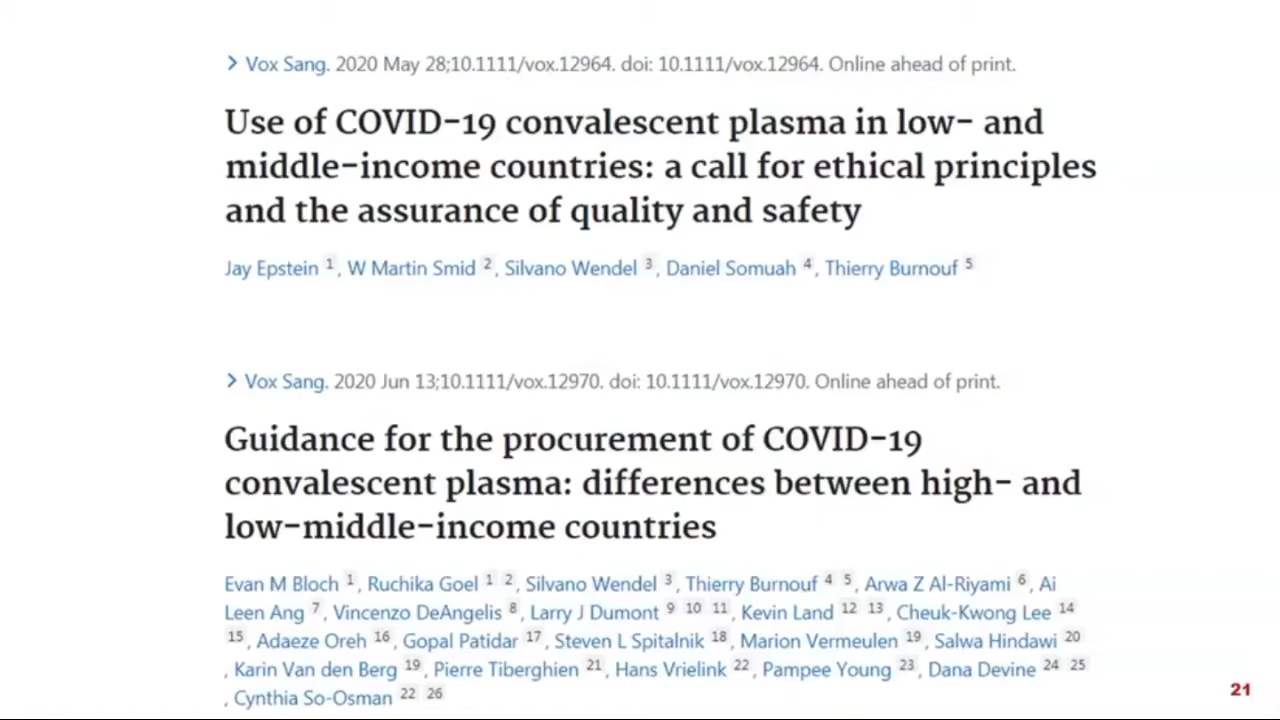 > Vox Sang. 2020 May 28;10.1111/vox.12964. doi: 10.1111/vox.12964. Online ahead of print.
Use of COVID-19 convalescent plasma in low- and
middle-income countries: a call for ethical principles
and the assurance of quality and safety
Jay Epstein 1, W Martin Smid 2, Silvano Wendel 3, Daniel Somuah 4, Thierry Burnouf 5
> Vox Sang. 2020 Jun 13;10.1111/vox.12970. doi: 10.1111/vox.12970. Online ahead of print.
Guidance for the procurement of COVID-19
convalescent plasma: differences between high- and
low-middle-income countries
Evan M Bloch 1, Ruchika Goel 1 2, Silvano Wendel 3, Thierry Burnouf 4 5, Arwa Z Al-Riyami 6, Ai
Leen Ang 7, Vincenzo DeAngelis 8, Larry J Dumont 9 10 11, Kevin Land 12 13, Cheuk-Kwong Lee 14
15, Adaeze Oreh 16, Gopal Patidar 17, Steven L Spitalnik 18, Marion Vermeulen 19, Salwa Hindawi 20
, Karin Van den Berg 19, Pierre Tiberghien 21, Hans Vrielink 22, Pampee Young 23, Dana Devine 24 25
, Cynthia So-Osman 22 26
21